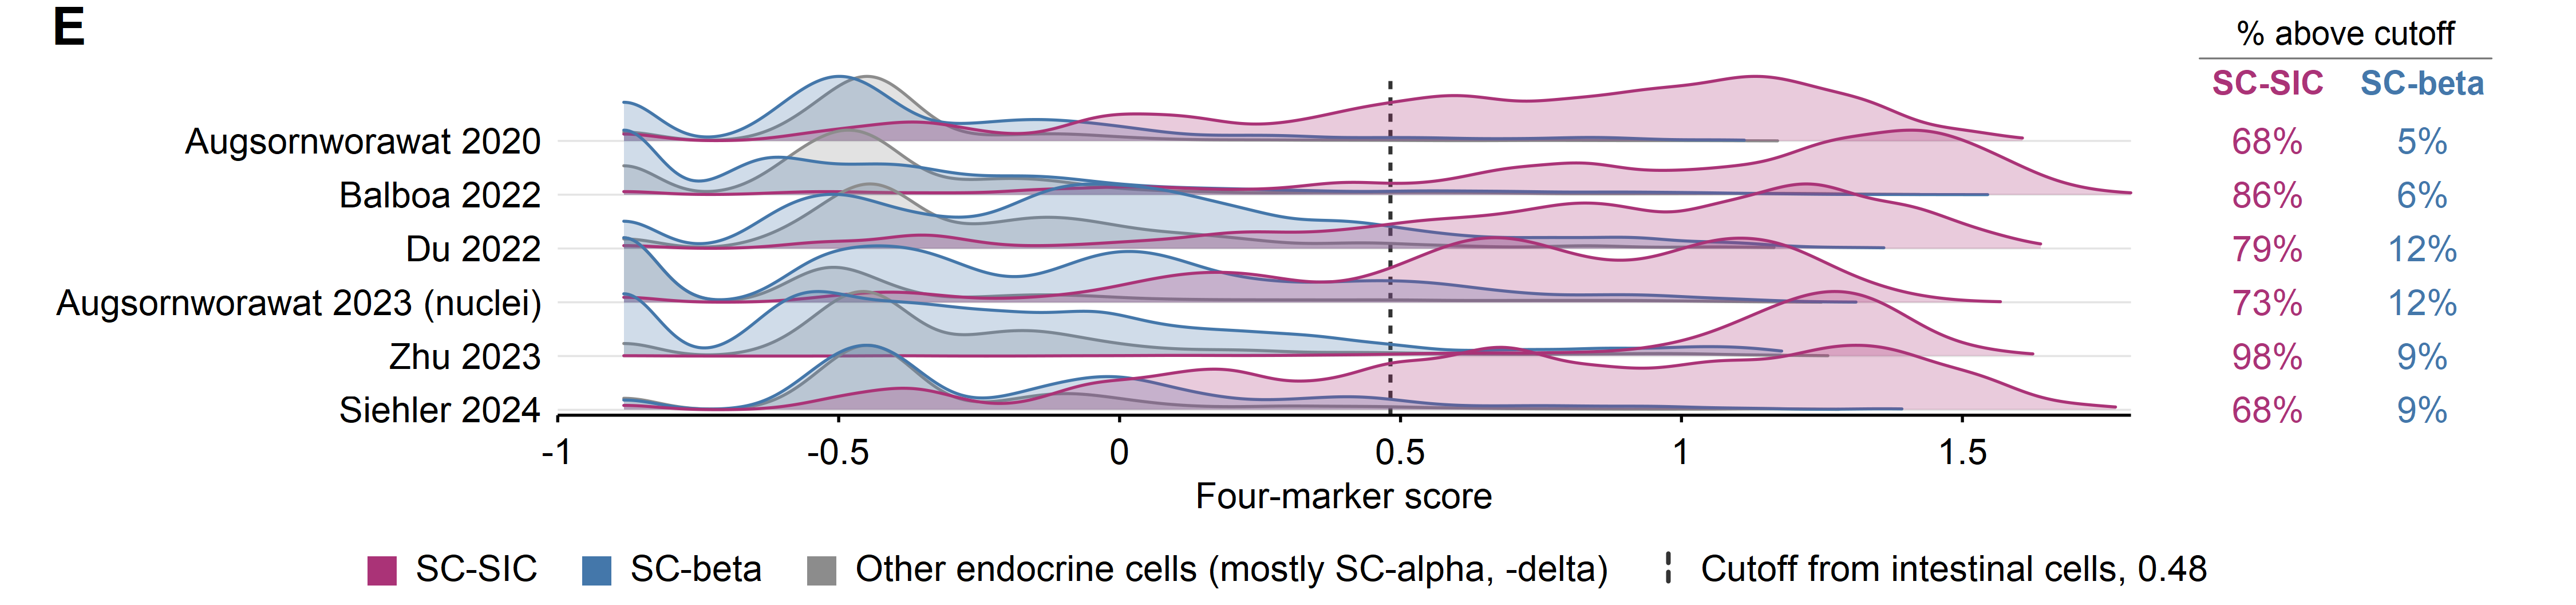 E
% above cutoff
SC-SIC SC-beta
Augsornworawat 2020 68% 5%
Balboa 2022 86% 6%
Du 2022 79% 12%
Augsornworawat 2023 (nuclei) 73% 12%
Zhu 2023 98% 9%
Siehler 2024 68% 9%
-1 -0.5 0 0.5 1 1.5
Four-marker score
SC-SIC SC-beta Other endocrine cells (mostly SC-alpha, -delta) Cutoff from intestinal cells, 0.48